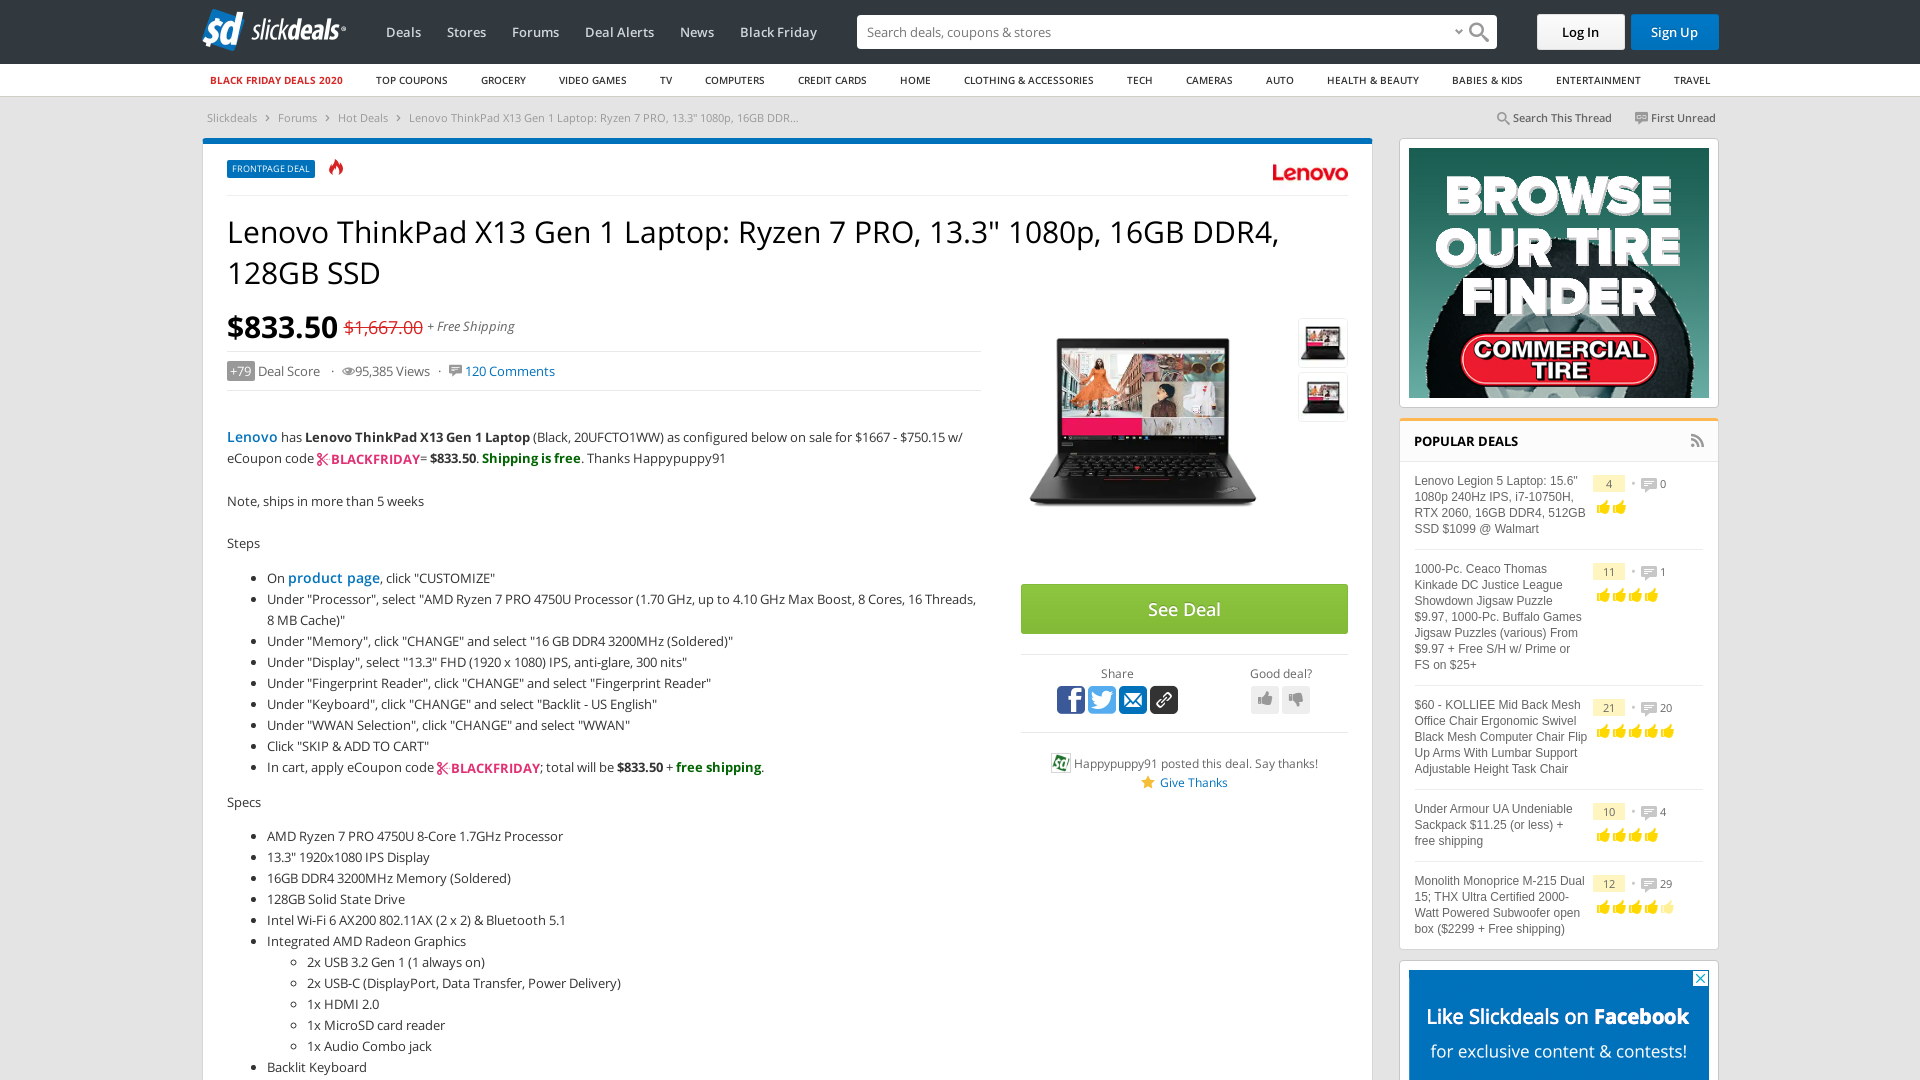 $d slickdeals
Deals
Stores
Forums
Deal Alerts
News
Black Friday
Search deals, coupons & stores
Log In
Sign Up
BLACK FRIDAY DEALS 2020
TOP COUPONS
GROCERY
VIDEO GAMES
TV
COMPUTERS
CREDIT CARDS
HOME
CLOTHING & ACCESSORIES
TECH
CAMERAS
AUTO
HEALTH & BEAUTY
BABIES & KIDS
ENTERTAINMENT
TRAVEL
Slickdeals > Forums > Hot Deals > Lenovo ThinkPad X13 Gen 1 Laptop: Ryzen 7 PRO, 13.3" 1080p, 16GB DDR...
Search This Thread
First Unread
FRONTPAGE DEAL
Lenovo
Lenovo ThinkPad X13 Gen 1 Laptop: Ryzen 7 PRO, 13.3" 1080p, 16GB DDR4,
128GB SSD
$833.50 $1,667.00 + Free Shipping
+79 Deal Score · 95,385 Views · 120 Comments
Lenovo has Lenovo ThinkPad X13 Gen 1 Laptop (Black, 20UFCTO1WW) as configured below on sale for $1667 - $750.15 w/
eCoupon code BLACKFRIDAY= $833.50. Shipping is free. Thanks Happypuppy91
Note, ships in more than 5 weeks
Steps
• On product page, click "CUSTOMIZE"
• Under "Processor", select "AMD Ryzen 7 PRO 4750U Processor (1.70 GHz, up to 4.10 GHz Max Boost, 8 Cores, 16 Threads,
8 MB Cache)"
• Under "Memory", click "CHANGE" and select "16 GB DDR4 3200MHz (Soldered)"
• Under "Display", select "13.3" FHD (1920 x 1080) IPS, anti-glare, 300 nits"
• Under "Fingerprint Reader", click "CHANGE" and select "Fingerprint Reader"
• Under "Keyboard", click "CHANGE" and select "Backlit - US English"
• Under "WWAN Selection", click "CHANGE" and select "WWAN"
• Click "SKIP & ADD TO CART"
• In cart, apply eCoupon code BLACKFRIDAY; total will be $833.50 + free shipping.
Specs
• AMD Ryzen 7 PRO 4750U 8-Core 1.7GHz Processor
• 13.3" 1920x1080 IPS Display
• 16GB DDR4 3200MHz Memory (Soldered)
• 128GB Solid State Drive
• Intel Wi-Fi 6 AX200 802.11AX (2 x 2) & Bluetooth 5.1
• Integrated AMD Radeon Graphics
◦ 2x USB 3.2 Gen 1 (1 always on)
◦ 2x USB-C (DisplayPort, Data Transfer, Power Delivery)
◦ 1x HDMI 2.0
◦ 1x MicroSD card reader
◦ 1x Audio Combo jack
• Backlit Keyboard
See Deal
Share
Good deal?
Happypuppy91 posted this deal. Say thanks!
Give Thanks
BROWSE
OUR TIRE
FINDER
COMMERCIAL
TIRE
POPULAR DEALS
Lenovo Legion 5 Laptop: 15.6"
1080p 240Hz IPS, i7-10750H,
RTX 2060, 16GB DDR4, 512GB
SSD $1099 @ Walmart
4 • 0
1000-Pc. Ceaco Thomas
Kinkade DC Justice League
Showdown Jigsaw Puzzle
$9.97, 1000-Pc. Buffalo Games
Jigsaw Puzzles (various) From
$9.97 + Free S/H w/ Prime or
FS on $25+
11 • 1
$60 - KOLLIEE Mid Back Mesh
Office Chair Ergonomic Swivel
Black Mesh Computer Chair Flip
Up Arms With Lumbar Support
Adjustable Height Task Chair
21 • 20
Under Armour UA Undeniable
Sackpack $11.25 (or less) +
free shipping
10 • 4
Monolith Monoprice M-215 Dual
15; THX Ultra Certified 2000-
Watt Powered Subwoofer open
box ($2299 + Free shipping)
12 • 29
Like Slickdeals on Facebook
for exclusive content & contests!